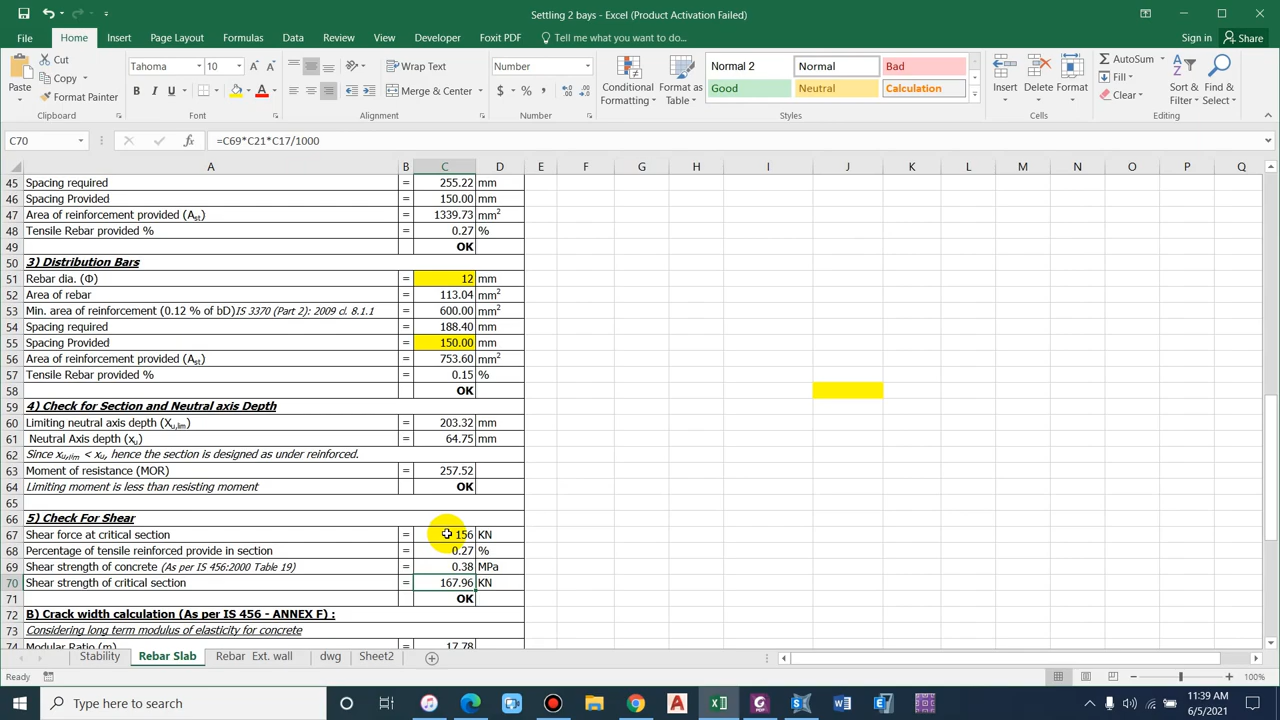 Settling 2 bays - Excel (Product Activation Failed)
File Home Insert Page Layout Formulas Data Review View Developer Foxit PDF Tell me what you want to do... Sign in Share
Paste Cut Copy Format Painter Clipboard
Tahoma 10 B I U Font
Wrap Text Merge & Center Alignment
Number $ % , Number
Conditional Formatting Format as Table
Normal 2 Normal Bad
Good Neutral Calculation
Styles
Insert Delete Format Cells
AutoSum Fill Clear Sort & Filter Find & Select Editing
C70 fx =C69*C21*C17/1000
A B C D E F G H I J K L M N O P Q
45 Spacing required = 255.22 mm
46 Spacing Provided = 150.00 mm
47 Area of reinforcement provided (Ast) = 1339.73 mm2
48 Tensile Rebar provided % = 0.27 %
49 OK
50 3) Distribution Bars
51 Rebar dia. (Φ) = 12 mm
52 Area of rebar = 113.04 mm2
53 Min. area of reinforcement (0.12 % of bD)IS 3370 (Part 2): 2009 cl. 8.1.1 = 600.00 mm2
54 Spacing required = 188.40 mm
55 Spacing Provided = 150.00 mm
56 Area of reinforcement provided (Ast) = 753.60 mm2
57 Tensile Rebar provided % = 0.15 %
58 OK
59 4) Check for Section and Neutral axis Depth
60 Limiting neutral axis depth (Xu,lim) = 203.32 mm
61 Neutral Axis depth (xu) = 64.75 mm
62 Since xu,lim < xu, hence the section is designed as under reinforced.
63 Moment of resistance (MOR) = 257.52
64 Limiting moment is less than resisting moment OK
65
66 5) Check For Shear
67 Shear force at critical section = 156 KN
68 Percentage of tensile reinforced provide in section = 0.27 %
69 Shear strength of concrete (As per IS 456:2000 Table 19) = 0.38 MPa
70 Shear strength of critical section = 167.96 KN
71 OK
72 B) Crack width calculation (As per IS 456 - ANNEX F) :
73 Considering long term modulus of elasticity for concrete
74 Modular Ratio (m) = 17.78
Stability Rebar Slab Rebar Ext. wall dwg Sheet2
Ready 100%
Type here to search 11:39 AM
6/5/2021